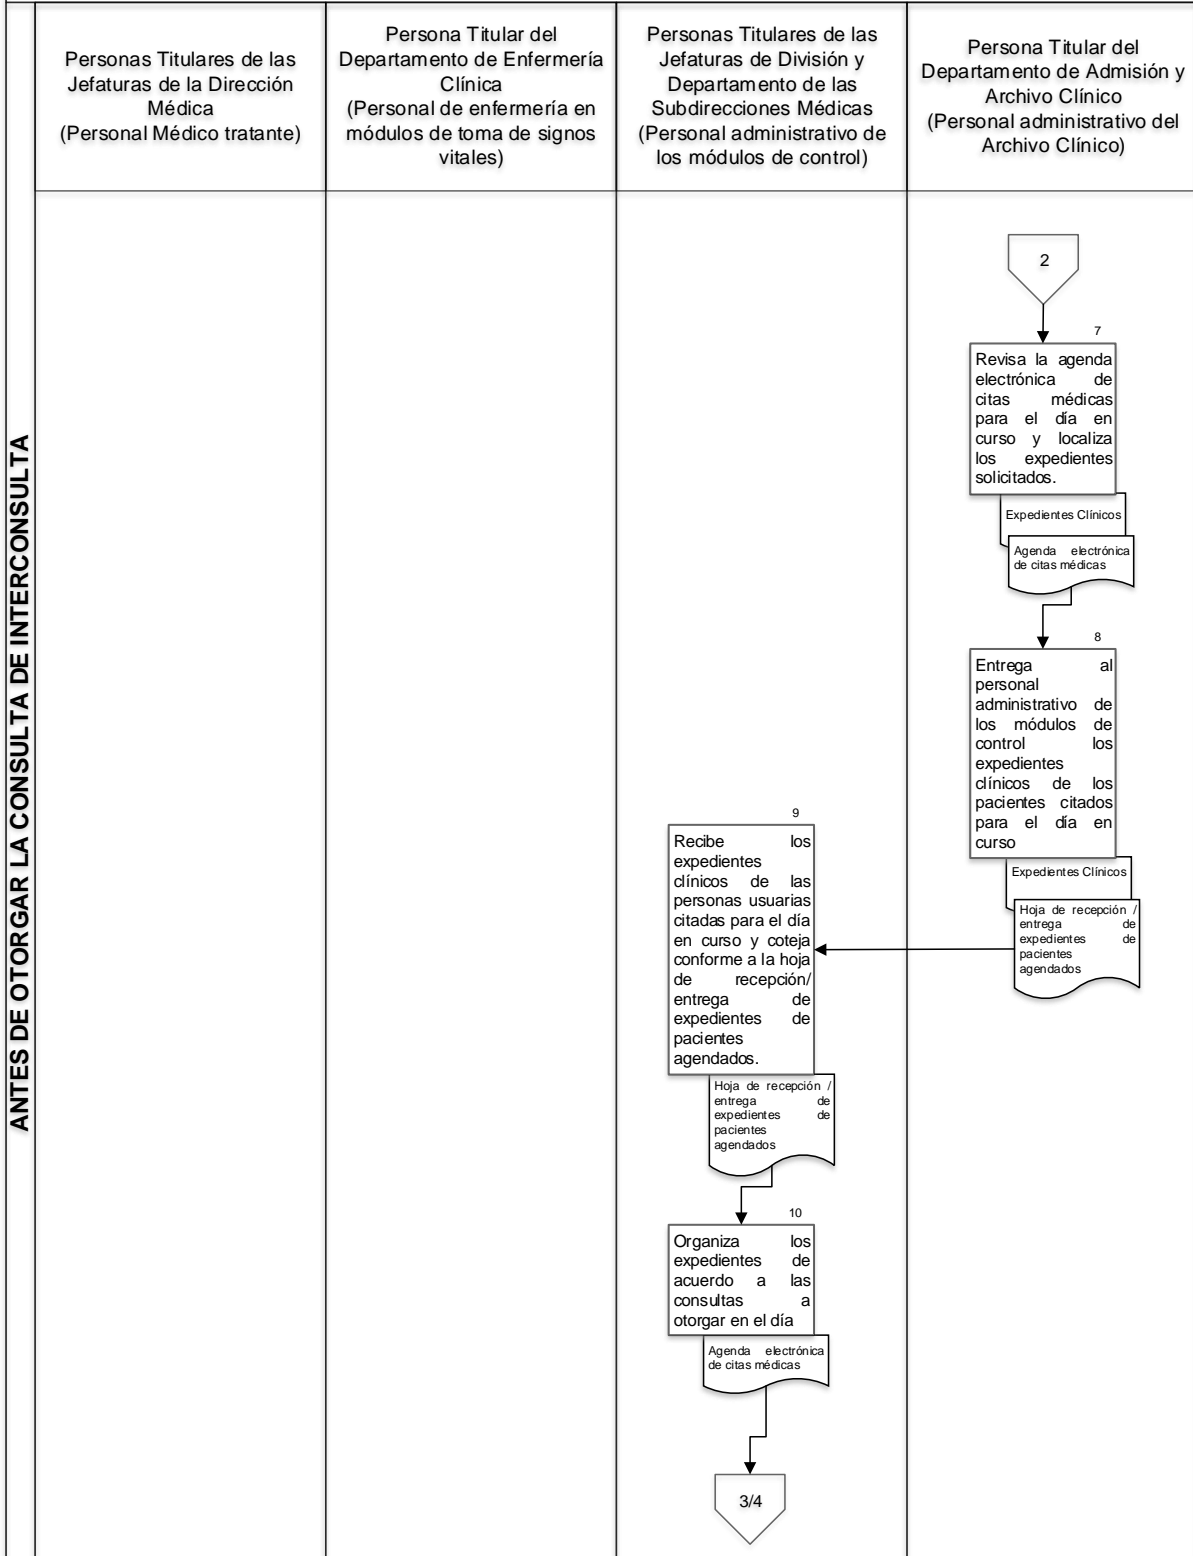 Personas Titulares de las
Jefaturas de la Dirección
Médica
(Personal Médico tratante)
Persona Titular del
Departamento de Enfermería
Clínica
(Personal de enfermería en
módulos de toma de signos
vitales)
Personas Titulares de las
Jefaturas de División y
Departamento de las
Subdirecciones Médicas
(Personal administrativo de
los módulos de control)
Persona Titular del
Departamento de Admisión y
Archivo Clínico
(Personal administrativo del
Archivo Clínico)
ANTES DE OTORGAR LA CONSULTA DE INTERCONSULTA
2
7
Revisa la agenda
electrónica de
citas médicas
para el día en
curso y localiza
los expedientes
solicitados.
Expedientes Clínicos
Agenda electrónica
de citas médicas
8
Entrega al
personal
administrativo de
los módulos de
control los
expedientes
clínicos de los
pacientes citados
para el día en
curso
Expedientes Clínicos
Hoja de recepción /
entrega de
expedientes de
pacientes
agendados
9
Recibe los
expedientes
clínicos de las
personas usuarias
citadas para el día
en curso y coteja
conforme a la hoja
de recepción/
entrega de
expedientes de
pacientes
agendados.
Hoja de recepción /
entrega de
expedientes de
pacientes
agendados
10
Organiza los
expedientes de
acuerdo a las
consultas a
otorgar en el día
Agenda electrónica
de citas médicas
3/4